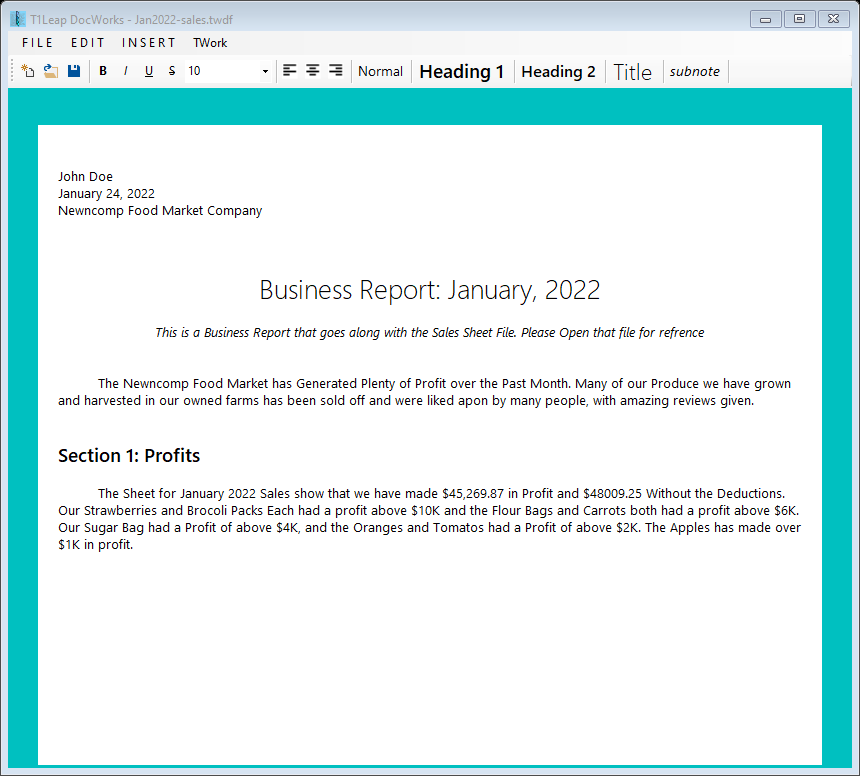 T1Leap DocWorks - Jan2022-sales.twdf
FILE EDIT INSERT TWork
B I U S 10 Normal Heading 1 Heading 2 Title subnote
John Doe
January 24, 2022
Newncomp Food Market Company
Business Report: January, 2022
This is a Business Report that goes along with the Sales Sheet File. Please Open that file for refrence
The Newncomp Food Market has Generated Plenty of Profit over the Past Month. Many of our Produce we have grown
and harvested in our owned farms has been sold off and were liked apon by many people, with amazing reviews given.
Section 1: Profits
The Sheet for January 2022 Sales show that we have made $45,269.87 in Profit and $48009.25 Without the Deductions.
Our Strawberries and Brocoli Packs Each had a profit above $10K and the Flour Bags and Carrots both had a profit above $6K.
Our Sugar Bag had a Profit of above $4K, and the Oranges and Tomatos had a Profit of above $2K. The Apples has made over
$1K in profit.